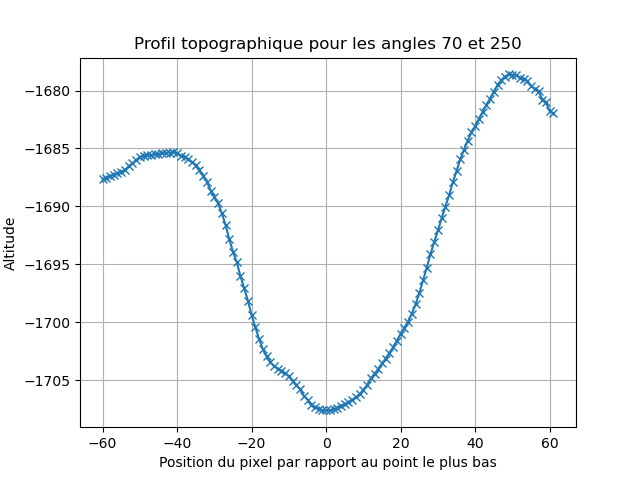 Profil topographique pour les angles 70 et 250
Altitude
−1680
−1685
−1690
−1695
−1700
−1705
−60 −40 −20 0 20 40 60
Position du pixel par rapport au point le plus bas